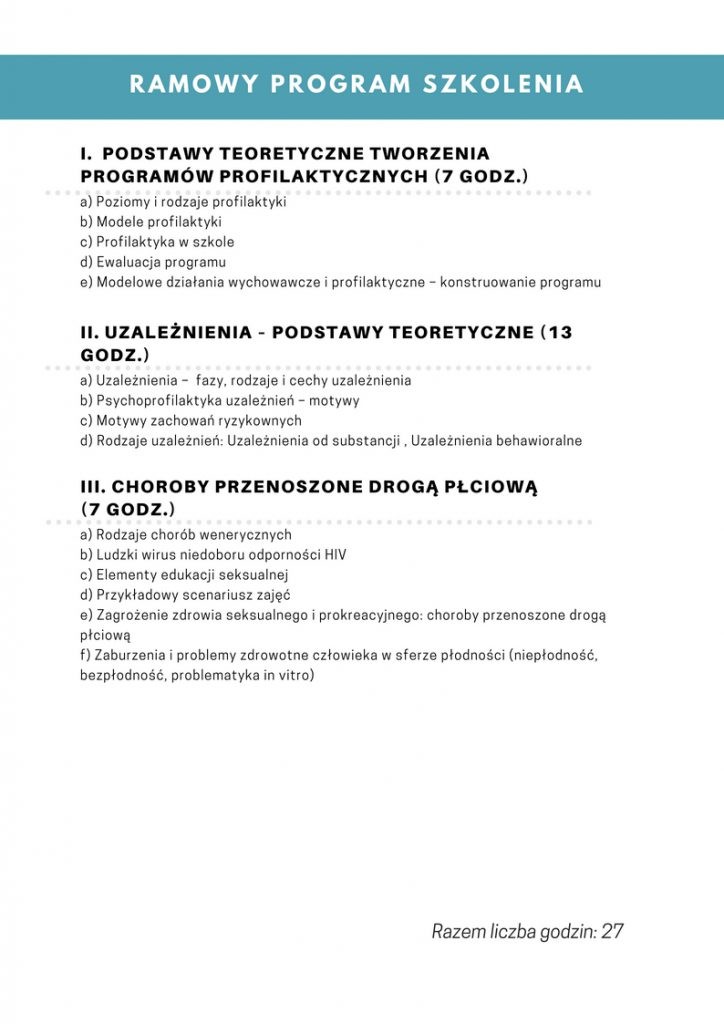 RAMOWY PROGRAM SZKOLENIA
I. PODSTAWY TEORETYCZNE TWORZENIA
PROGRAMÓW PROFILAKTYCZNYCH (7 GODZ.)
a) Poziomy i rodzaje profilaktyki
b) Modele profilaktyki
c) Profilaktyka w szkole
d) Ewaluacja programu
e) Modelowe działania wychowawcze i profilaktyczne – konstruowanie programu
II. UZALEŻNIENIA - PODSTAWY TEORETYCZNE (13
GODZ.)
a) Uzależnienia – fazy, rodzaje i cechy uzależnienia
b) Psychoprofilaktyka uzależnień – motywy
c) Motywy zachowań ryzykownych
d) Rodzaje uzależnień: Uzależnienia od substancji , Uzależnienia behawioralne
III. CHOROBY PRZENOSZONE DROGĄ PŁCIOWĄ
(7 GODZ.)
a) Rodzaje chorób wenerycznych
b) Ludzki wirus niedoboru odporności HIV
c) Elementy edukacji seksualnej
d) Przykładowy scenariusz zajęć
e) Zagrożenie zdrowia seksualnego i prokreacyjnego: choroby przenoszone drogą
płciową
f) Zaburzenia i problemy zdrowotne człowieka w sferze płodności (niepłodność,
bezpłodność, problematyka in vitro)
Razem liczba godzin: 27